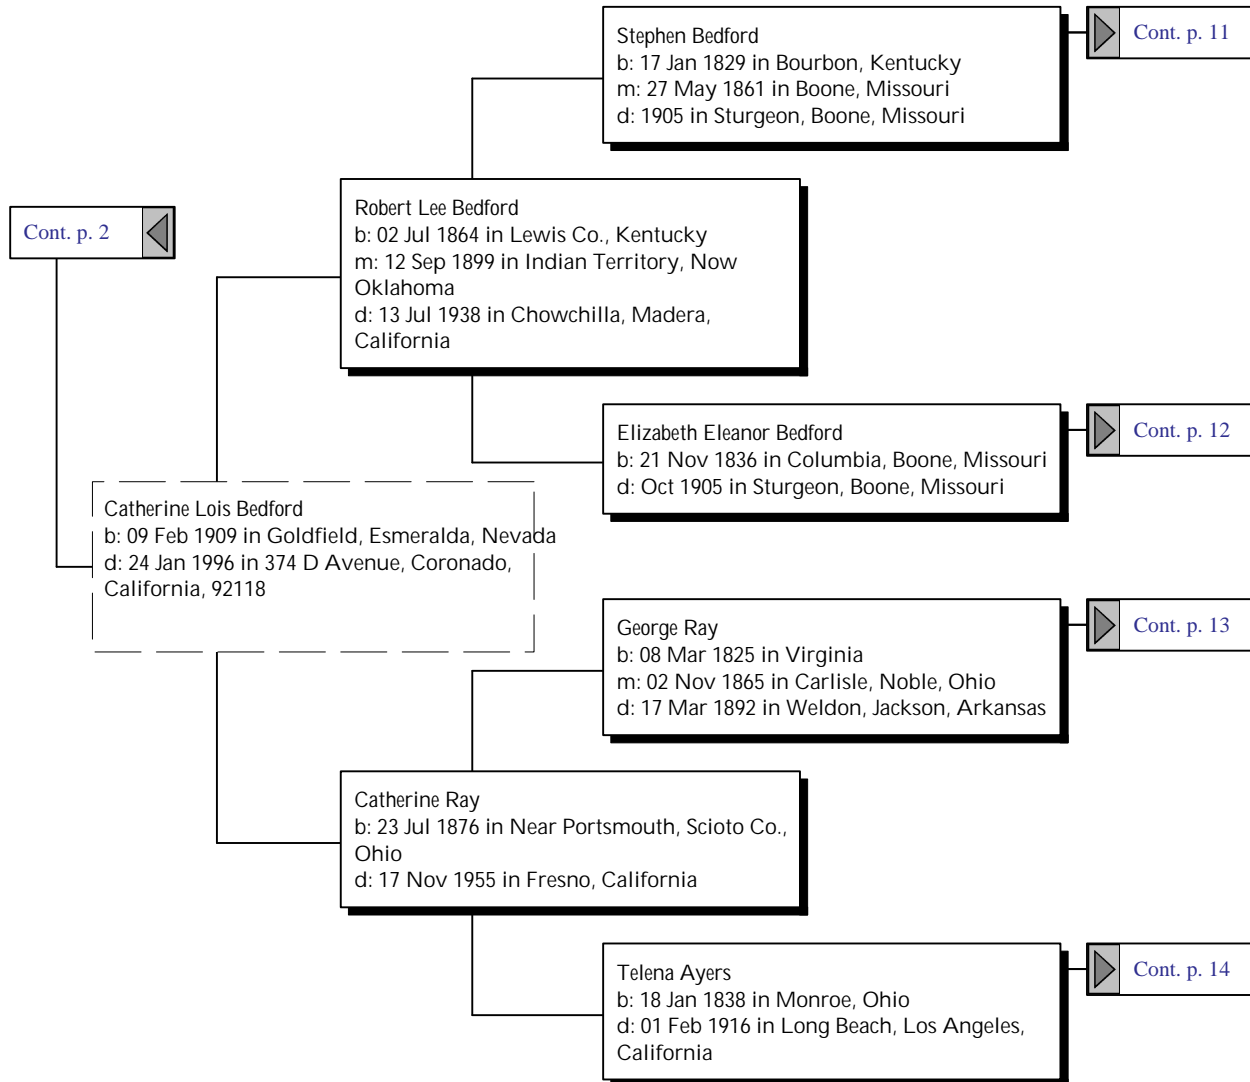 Stephen Bedford
b: 17 Jan 1829 in Bourbon, Kentucky
m: 27 May 1861 in Boone, Missouri
d: 1905 in Sturgeon, Boone, Missouri
Cont. p. 11
Robert Lee Bedford
b: 02 Jul 1864 in Lewis Co., Kentucky
m: 12 Sep 1899 in Indian Territory, Now
Oklahoma
d: 13 Jul 1938 in Chowchilla, Madera,
California
Cont. p. 2
Elizabeth Eleanor Bedford
b: 21 Nov 1836 in Columbia, Boone, Missouri
d: Oct 1905 in Sturgeon, Boone, Missouri
Cont. p. 12
Catherine Lois Bedford
b: 09 Feb 1909 in Goldfield, Esmeralda, Nevada
d: 24 Jan 1996 in 374 D Avenue, Coronado,
California, 92118
George Ray
b: 08 Mar 1825 in Virginia
m: 02 Nov 1865 in Carlisle, Noble, Ohio
d: 17 Mar 1892 in Weldon, Jackson, Arkansas
Cont. p. 13
Catherine Ray
b: 23 Jul 1876 in Near Portsmouth, Scioto Co.,
Ohio
d: 17 Nov 1955 in Fresno, California
Telena Ayers
b: 18 Jan 1838 in Monroe, Ohio
d: 01 Feb 1916 in Long Beach, Los Angeles,
California
Cont. p. 14